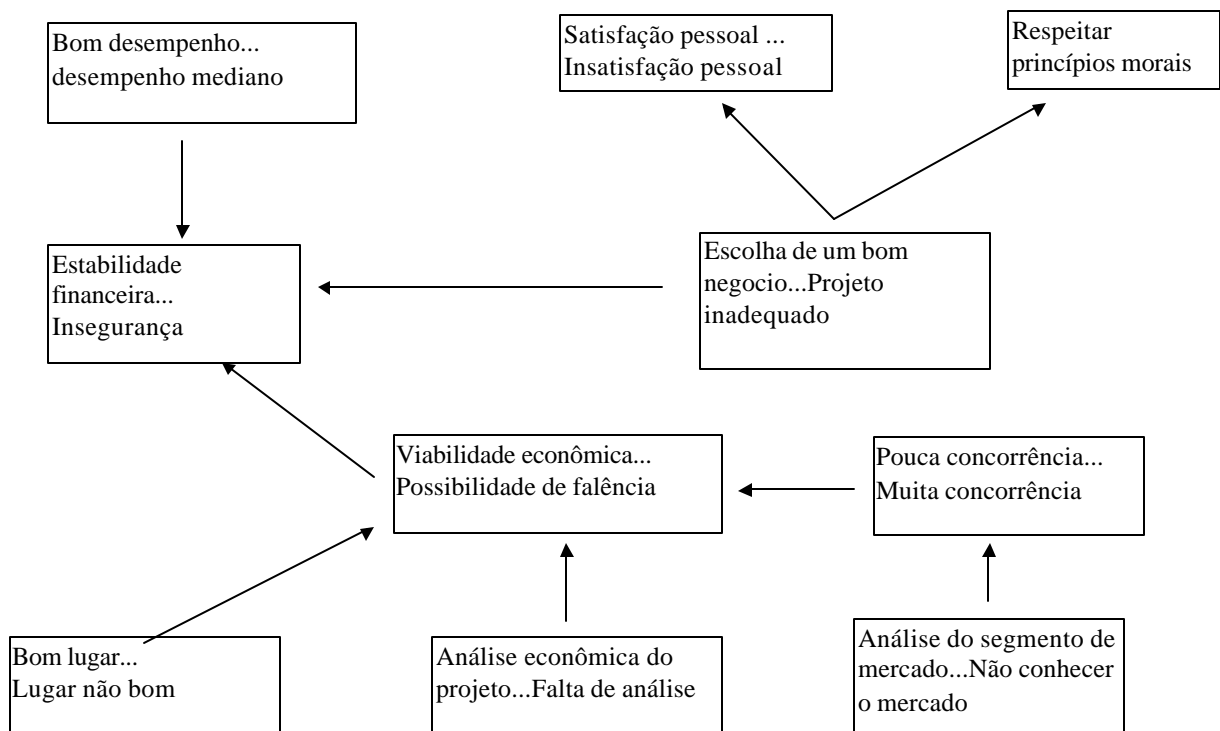 Bom desempenho...
desempenho mediano
Satisfação pessoal ...
Insatisfação pessoal
Respeitar
princípios morais
Estabilidade
financeira...
Insegurança
Escolha de um bom
negocio...Projeto
inadequado
Viabilidade econômica...
Possibilidade de falência
Pouca concorrência...
Muita concorrência
Bom lugar...
Lugar não bom
Análise econômica do
projeto...Falta de análise
Análise do segmento de
mercado...Não conhecer
o mercado